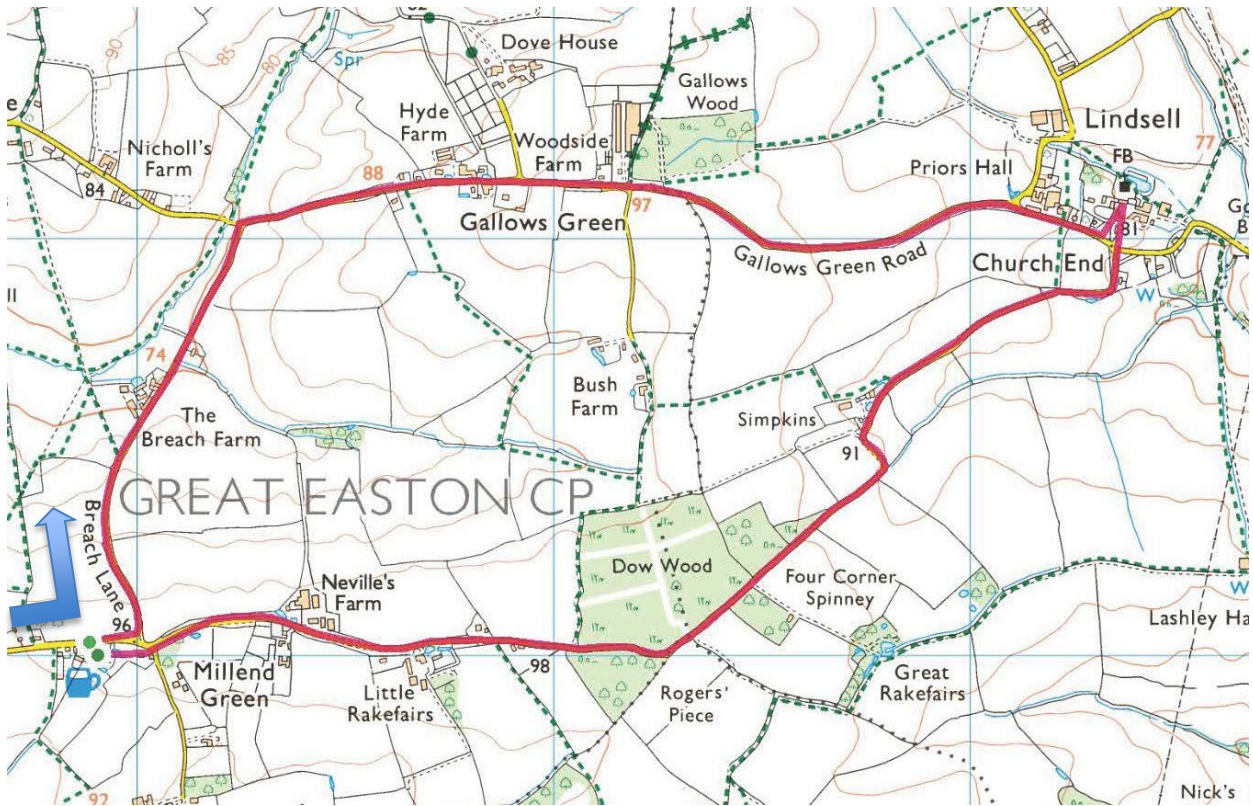 82
90
85
80
Spr
Dove House
Gallows
Wood
Hyde
Farm
Woodside
Farm
Lindsell
FB
77
Priors Hall
Nicholl's
Farm
84
88
97
Gallows Green
Gallows Green Road
81
Church End
W
74
The
Breach Farm
Bush
Farm
Simpkins
91
GREAT EASTON CP
Breach Lane
96
Neville's
Farm
Dow Wood
Four Corner
Spinney
Lashley Ha
W
Millend
Green
Little
Rakefairs
98
Rogers'
Piece
Great
Rakefairs
92
Nick's